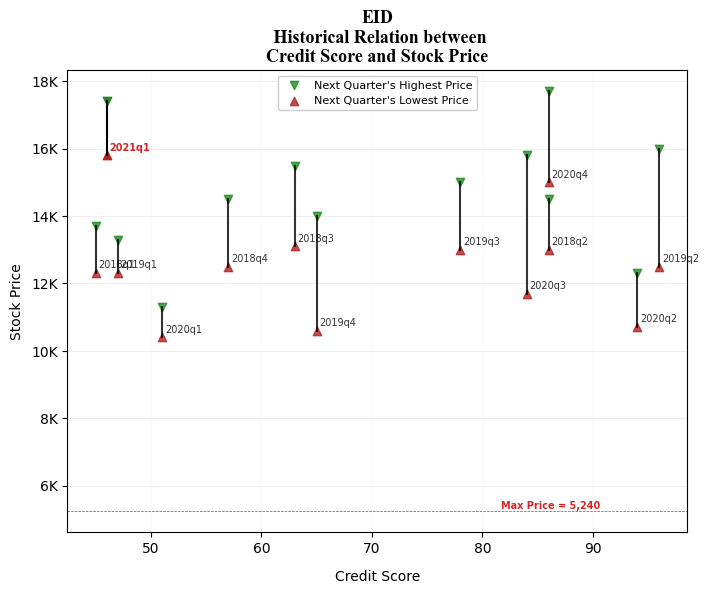 EID
Historical Relation between
Credit Score and Stock Price
Next Quarter's Highest Price
Next Quarter's Lowest Price
18K
16K
14K
12K
10K
8K
6K
Stock Price
2021q1
2018q1
2019q1
2020q1
2018q4
2018q3
2019q4
2019q3
2020q4
2018q2
2020q3
2019q2
2020q2
Max Price = 5,240
50
60
70
80
90
Credit Score